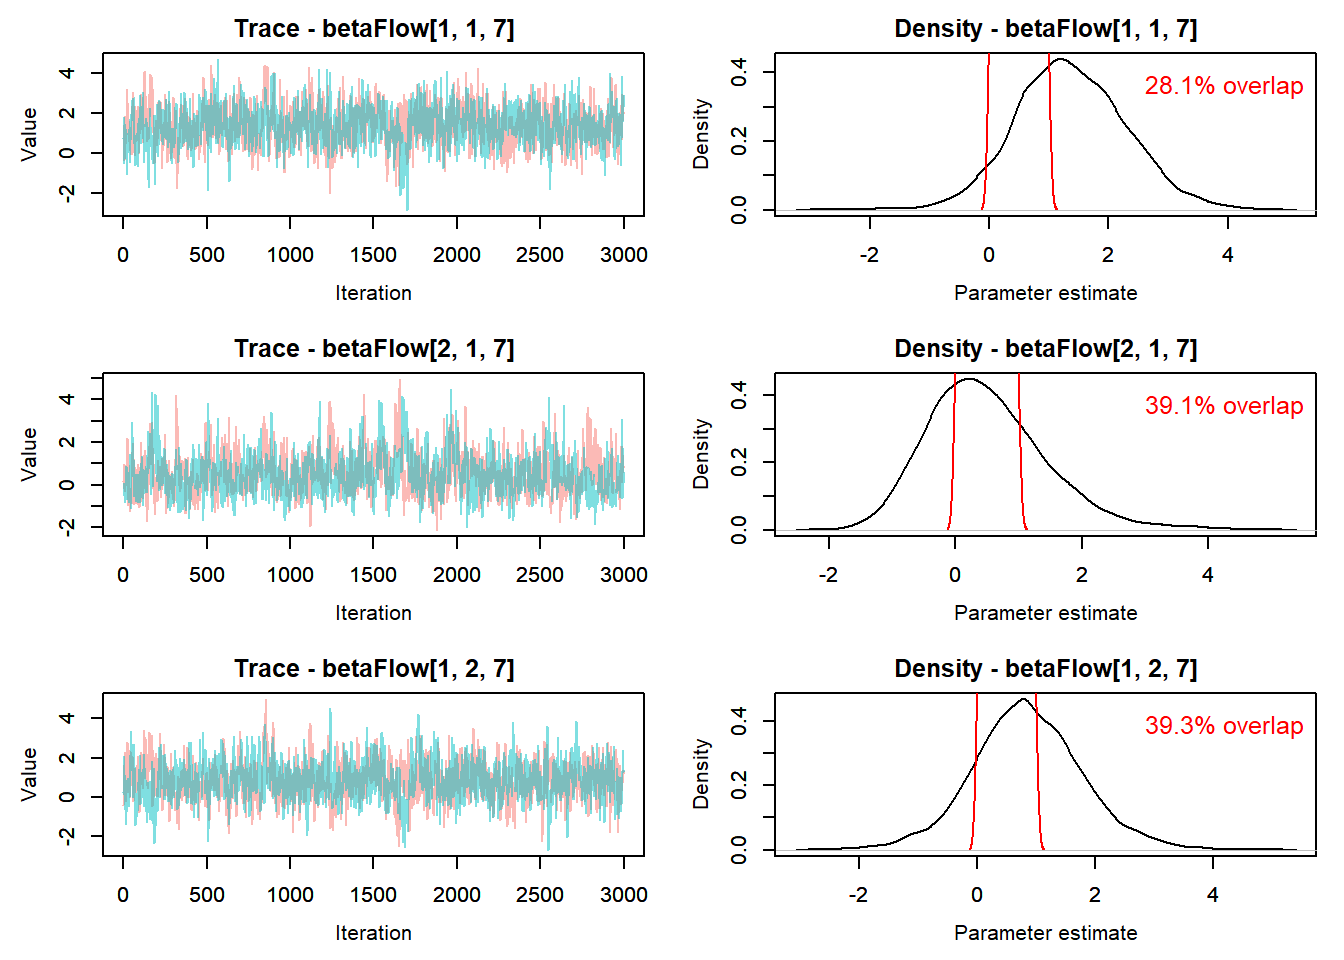 Trace - betaFlow[1, 1, 7]
Value
-2 0 2 4
0 500 1000 1500 2000 2500 3000
Iteration
Density - betaFlow[1, 1, 7]
28.1% overlap
Density
0.0 0.2 0.4
-2 0 2 4
Parameter estimate
Trace - betaFlow[2, 1, 7]
Value
-2 0 2 4
0 500 1000 1500 2000 2500 3000
Iteration
Density - betaFlow[2, 1, 7]
39.1% overlap
Density
0.0 0.2 0.4
-2 0 2 4
Parameter estimate
Trace - betaFlow[1, 2, 7]
Value
-2 0 2 4
0 500 1000 1500 2000 2500 3000
Iteration
Density - betaFlow[1, 2, 7]
39.3% overlap
Density
0.0 0.2 0.4
-2 0 2 4
Parameter estimate